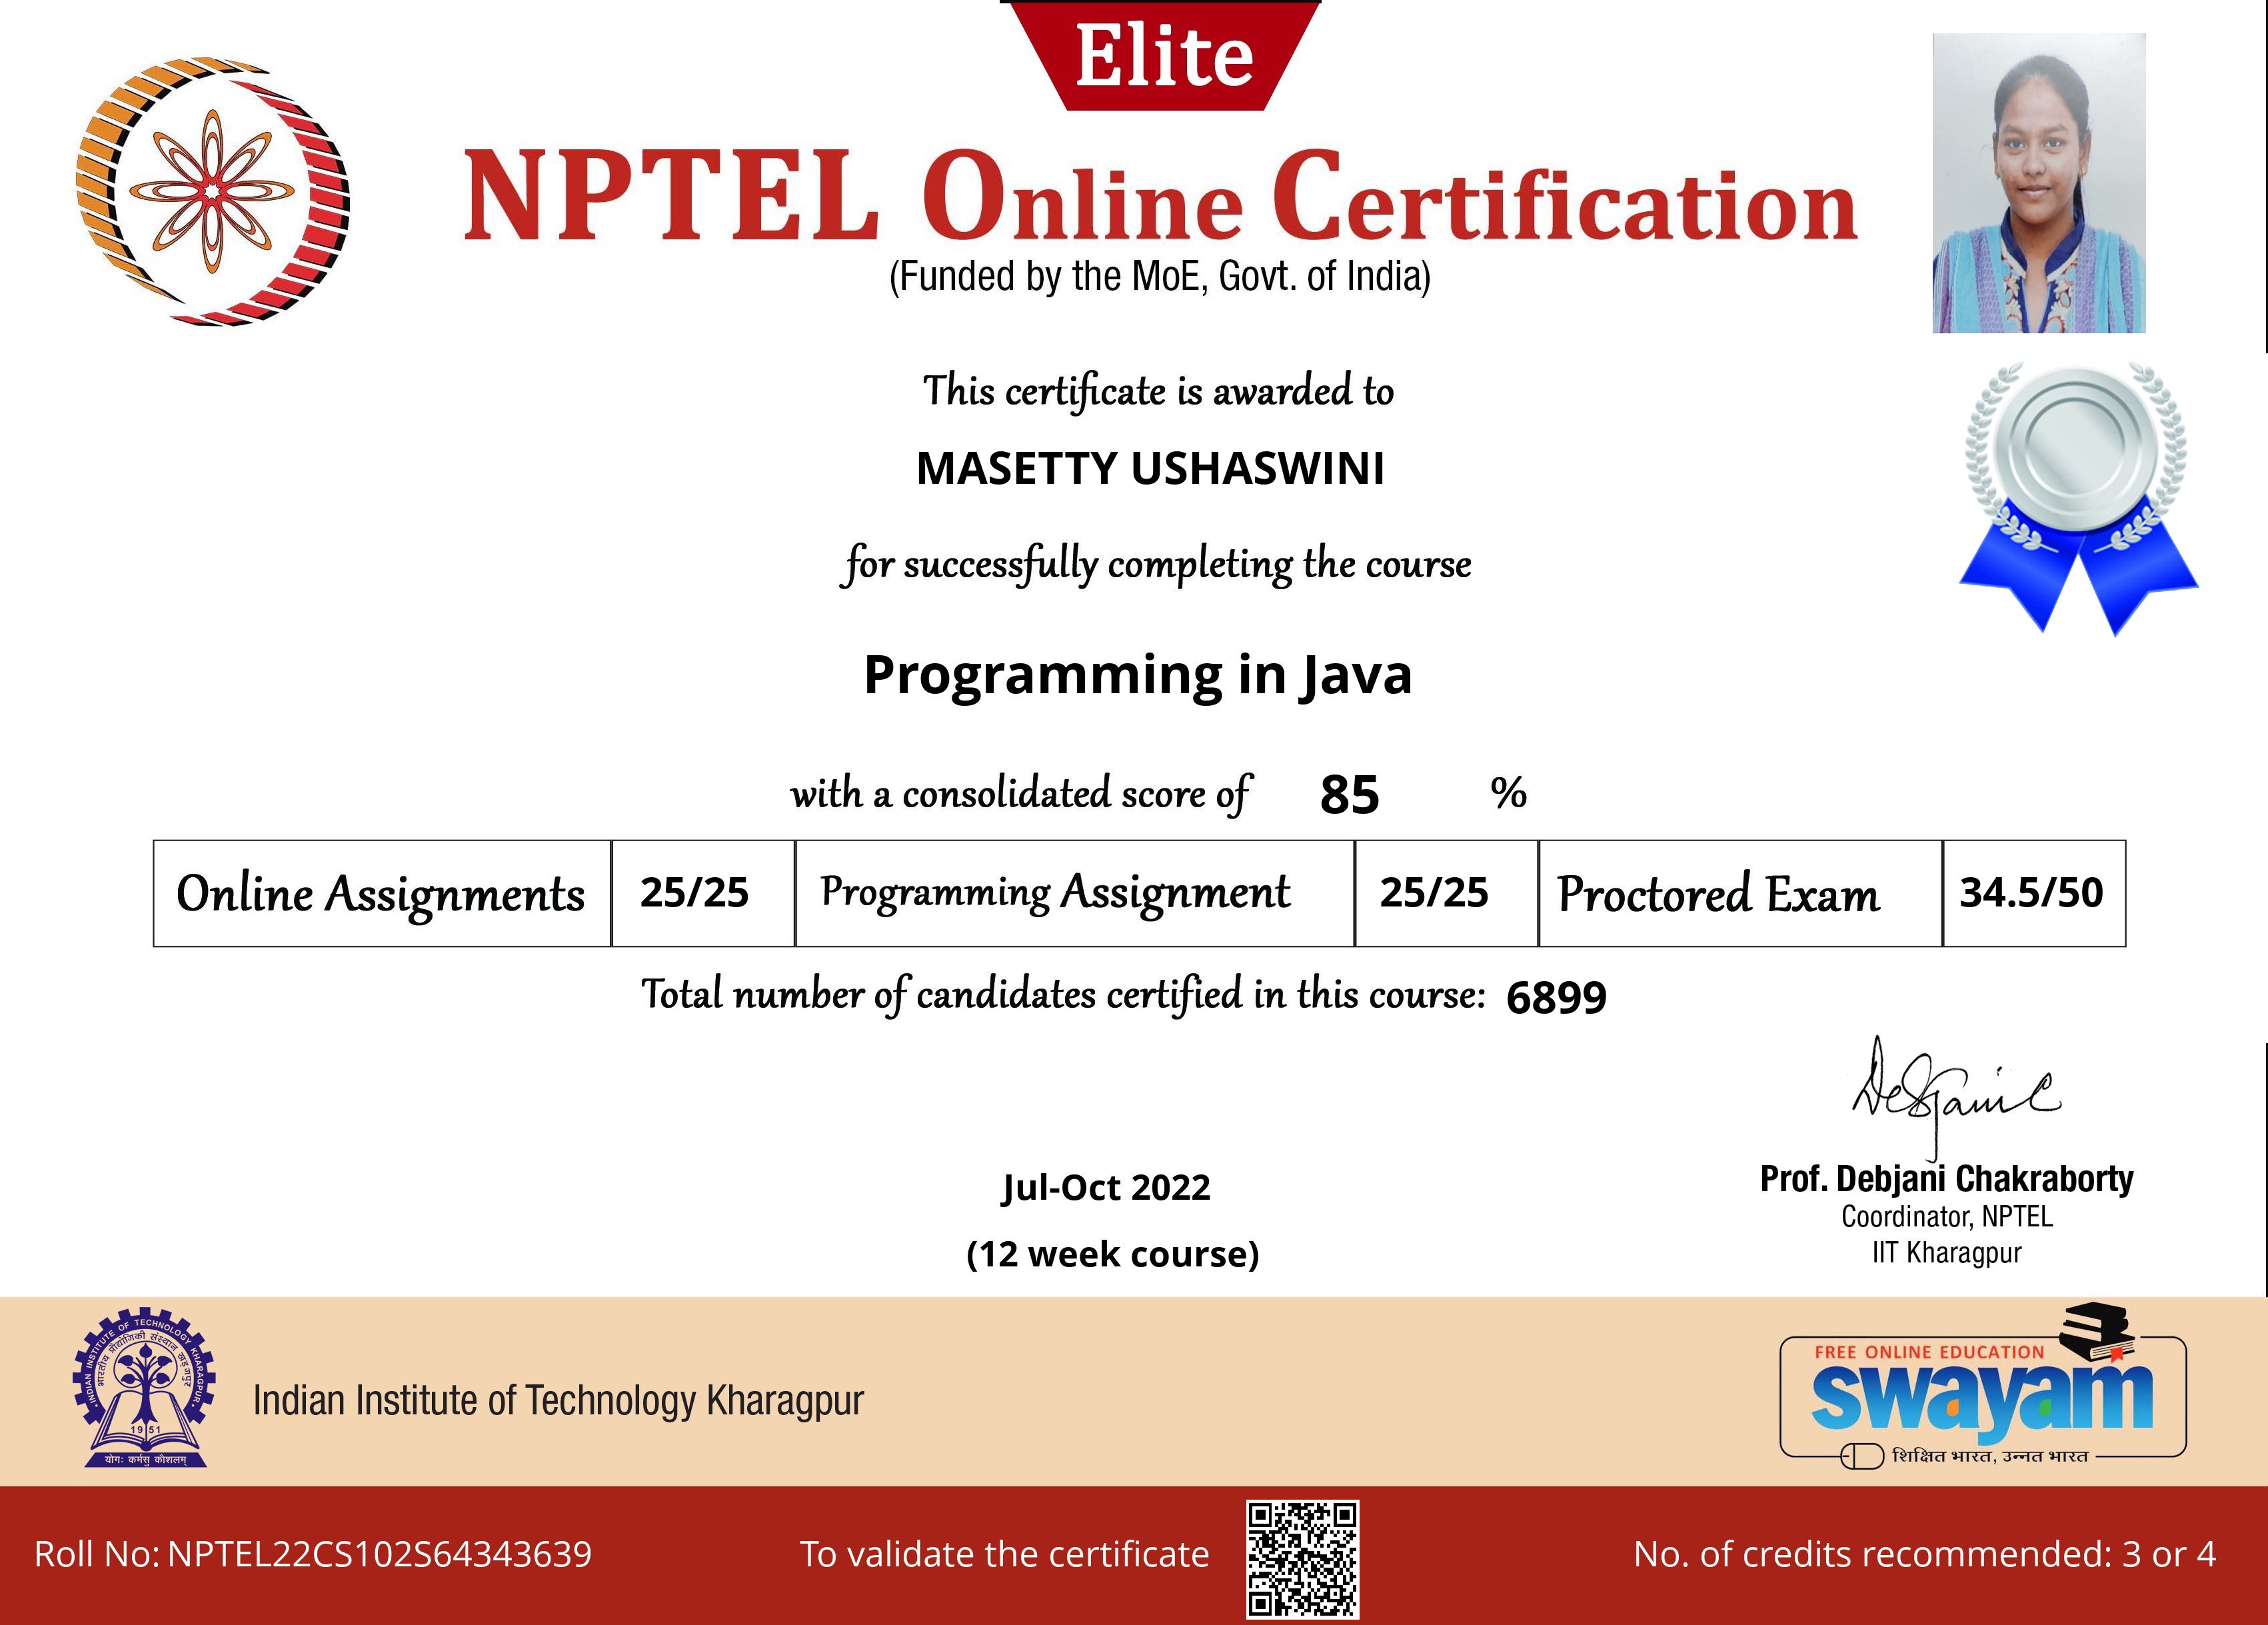 Elite
NPTEL Online Certification
(Funded by the MoE, Govt. of India)
This certificate is awarded to
MASETTY USHASWINI
for successfully completing the course
Programming in Java
with a consolidated score of 85 %
Online Assignments 25/25 Programming Assignment 25/25 Proctored Exam 34.5/50
Total number of candidates certified in this course: 6899
Jul-Oct 2022
(12 week course)
Prof. Debjani Chakraborty
Coordinator, NPTEL
IIT Kharagpur
INDIAN INSTITUTE OF TECHNOLOGY KHARAGPUR
भारतीय प्रौद्योगिकी संस्थान खड़गपुर
1951
योगः कर्मसु कौशलम्
Indian Institute of Technology Kharagpur
FREE ONLINE EDUCATION
swayam
शिक्षित भारत, उन्नत भारत
Roll No: NPTEL22CS102S64343639
To validate the certificate
No. of credits recommended: 3 or 4